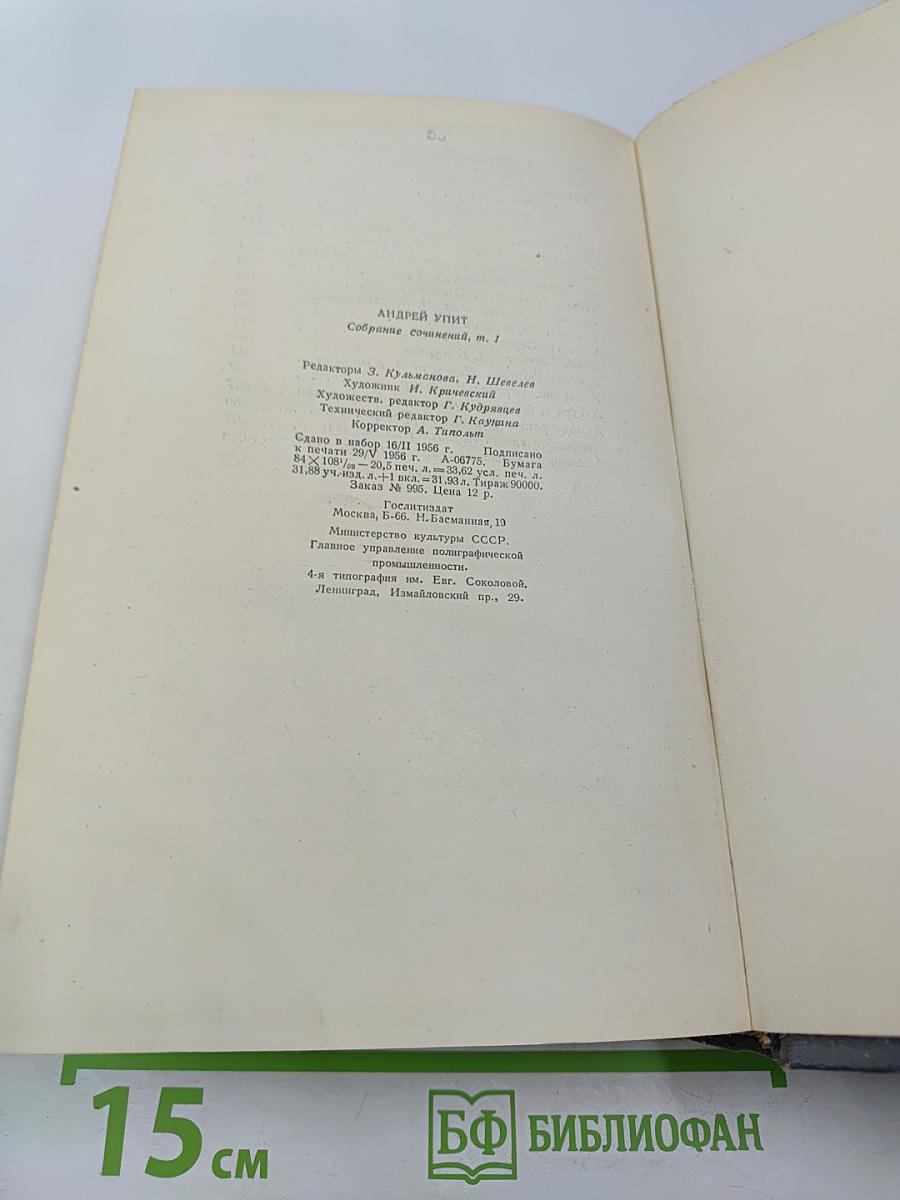 АНДРЕЙ УПИТ
Собрание сочинений, т. 1
Редакторы З. Кульманова, Н. Шевелев
Художник И. Кричевский
Художеств. редактор Г. Кудрявцев
Технический редактор Г. Каунина
Корректор А. Типольт
Сдано в набор 16/II 1956 г. Подписано
к печати 29/V 1956 г. А-06775. Бумага
84×108¹/₃₂—20,5 печ. л.=33,62 усл. печ. л.
31,88 уч.-изд. л.+1 вкл.=31,93 л. Тираж 90000.
Заказ № 995. Цена 12 р.
Гослитиздат
Москва, Б-66. Н-Басманная, 19
Министерство культуры СССР.
Главное управление полиграфической
промышленности.
4-я типография им. Евг. Соколовой.
Ленинград, Измайловский пр., 29.
15 см
БФ БИБЛИОФАН